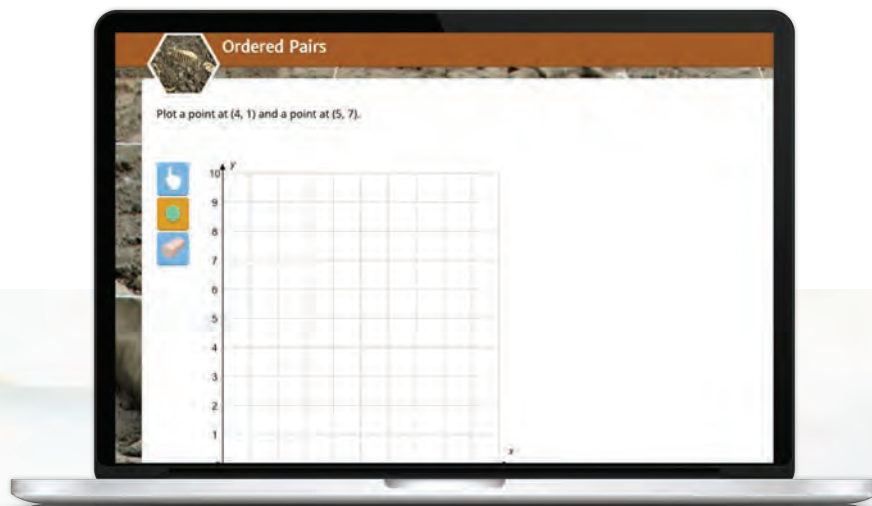 Ordered Pairs
Plot a point at (4, 1) and a point at (5, 7).
y
10
9
8
7
6
5
4
3
2
1
x